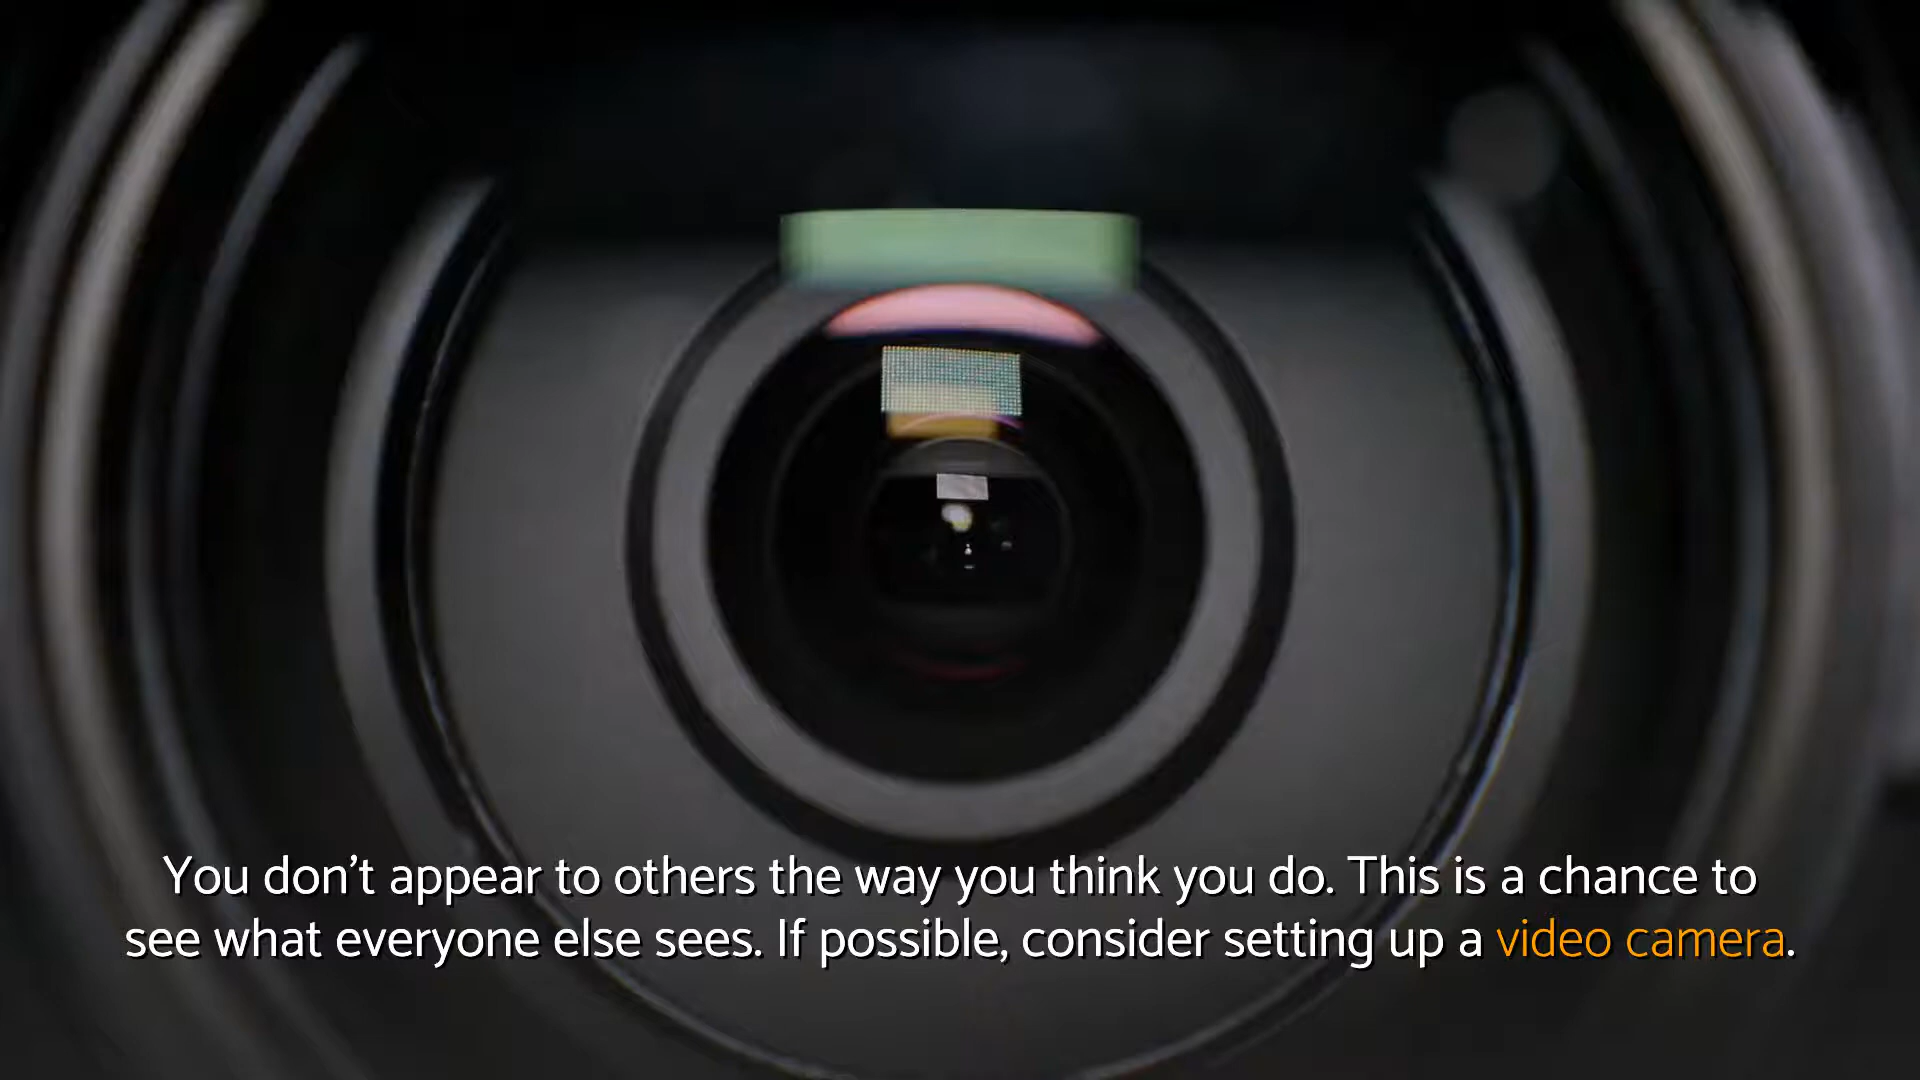 You don't appear to others the way you think you do. This is a chance to
see what everyone else sees. If possible, consider setting up a video camera.